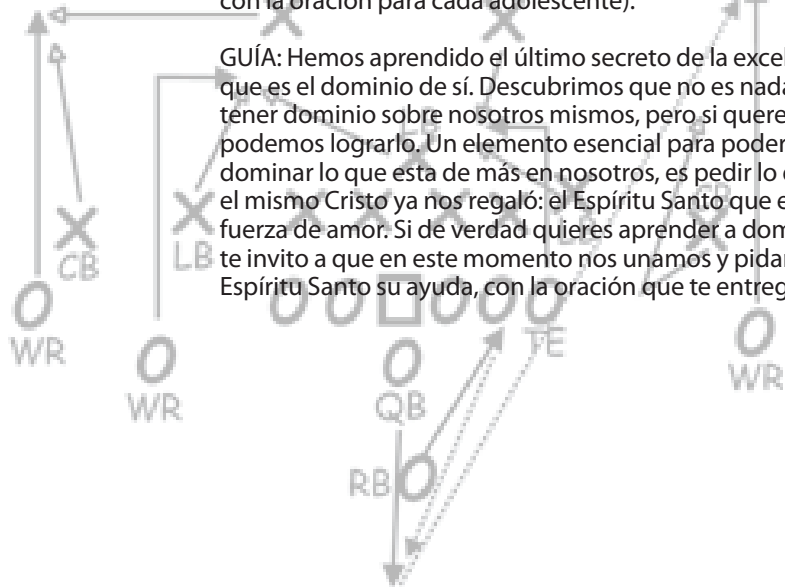 con la oración para cada adolescente).
GUÍA: Hemos aprendido el último secreto de la excel
que es el dominio de sí. Descubrimos que no es nada
tener dominio sobre nosotros mismos, pero si quere
podemos lograrlo. Un elemento esencial para poder
dominar lo que esta de más en nosotros, es pedir lo
el mismo Cristo ya nos regaló: el Espíritu Santo que e
fuerza de amor. Si de verdad quieres aprender a dom
te invito a que en este momento nos unamos y pidar
Espíritu Santo su ayuda, con la oración que te entreg
LB
CB
LB
CB
WR
TE
WR
WR
QB
RB